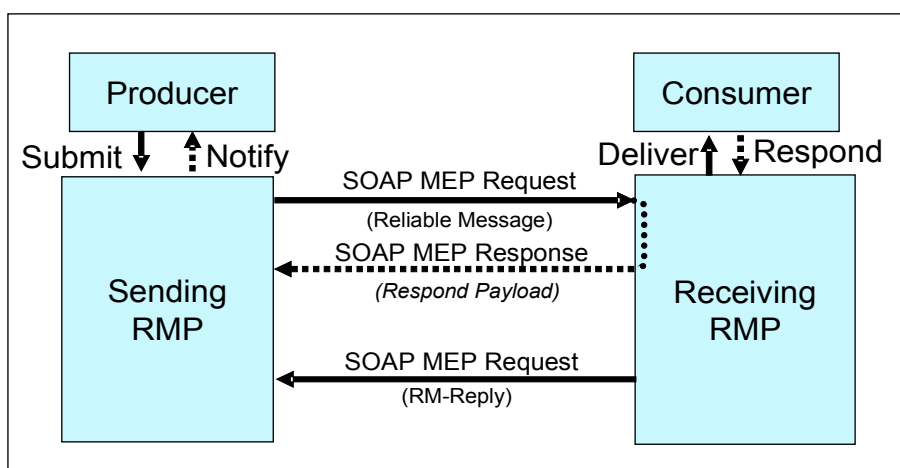 Producer
Consumer
Submit
Notify
Deliver
Respond
SOAP MEP Request
(Reliable Message)
SOAP MEP Response
(Respond Payload)
Sending
RMP
Receiving
RMP
SOAP MEP Request
(RM-Reply)